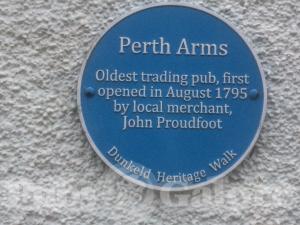 Perth Arms
Oldest trading pub, first
opened in August 1795
by local merchant,
John Proudfoot
Dunkeld Heritage Walk